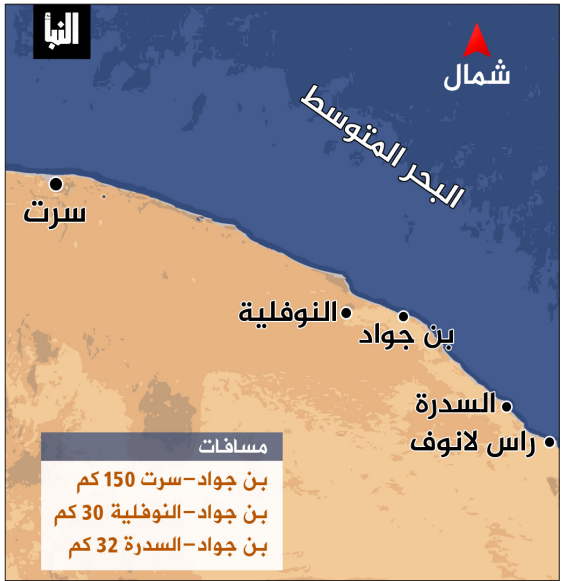 النبأ
شمال
البحر المتوسط
سرت
النوفلية
بن جواد
السدرة
راس لانوف
مسافات
بن جواد-سرت 150 كم
بن جواد-النوفلية 30 كم
بن جواد-السدرة 32 كم